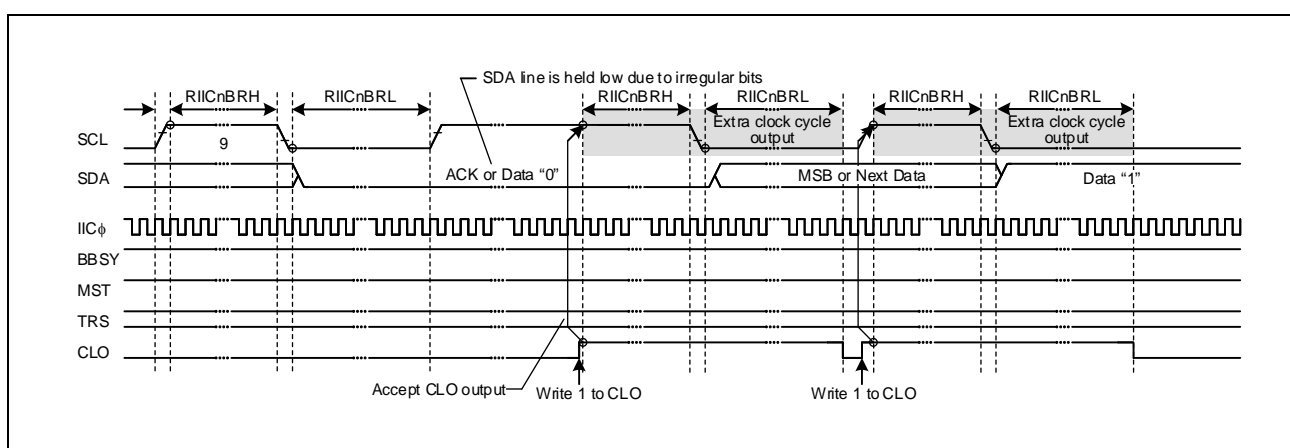 SDA line is held low due to irregular bits
RIICnBRH RIICnBRL RIICnBRH RIICnBRL RIICnBRH RIICnBRL
Extra clock cycle output
Extra clock cycle output
SCL
9
SDA
ACK or Data “0”
MSB or Next Data
Data “1”
IICϕ
BBSY
MST
TRS
CLO
Accept CLO output
Write 1 to CLO
Write 1 to CLO